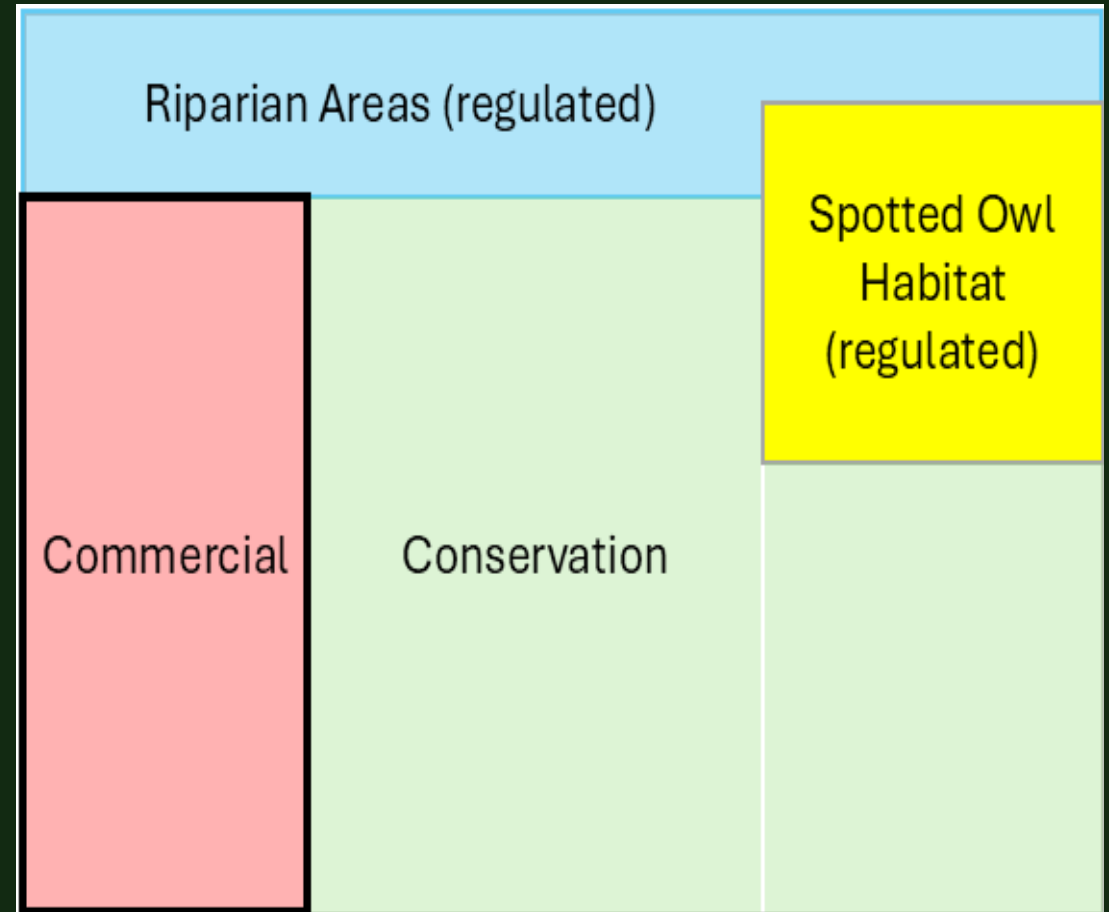 Riparian Areas (regulated)
Spotted Owl
Habitat
(regulated)
Commercial
Conservation